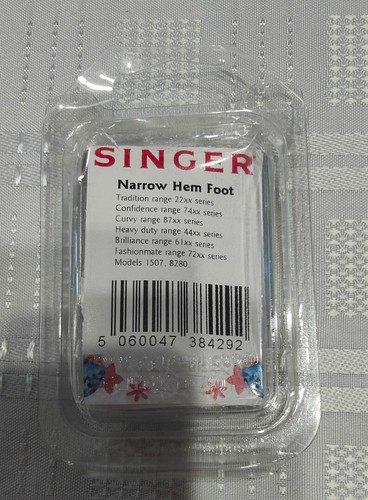 SINGER
Narrow Hem Foot
Tradition range 22xx series
Confidence range 74xx series
Curvy range 87xx series
Heavy duty range 44xx series
Brilliance range 61xx series
Fashionmate range 72xx series
Models 1507, 8280.
5 060047 384292